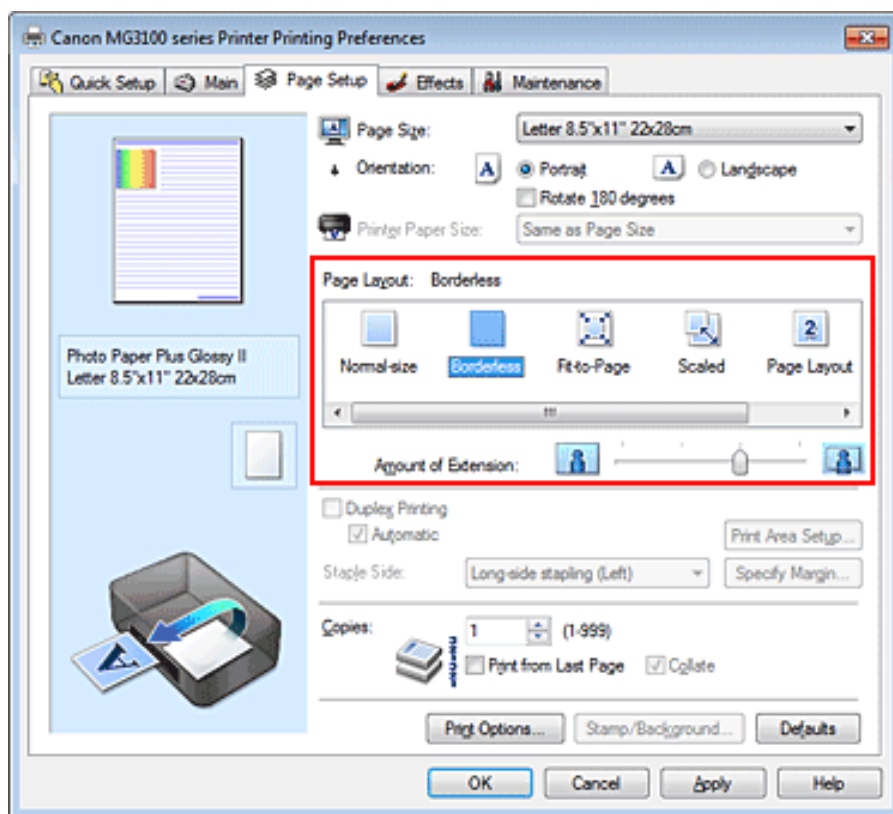 Canon MG3100 series Printer Printing Preferences
Quick Setup Main Page Setup Effects Maintenance
Page Size: Letter 8.5"x11" 22x28cm
Orientation: A Portrait A Landscape
Rotate 180 degrees
Printer Paper Size: Same as Page Size
Page Layout: Borderless
Photo Paper Plus Glossy II
Letter 8.5"x11" 22x28cm
2
Normal-size Borderless Fit-to-Page Scaled Page Layout
Amount of Extension:
Duplex Printing
Automatic Print Area Setup...
Staple Side: Long-side stapling (Left) Specify Margin...
Copies: 1 (1-999)
Print from Last Page Collate
A
Print Options... Stamp/Background... Defaults
OK Cancel Apply Help